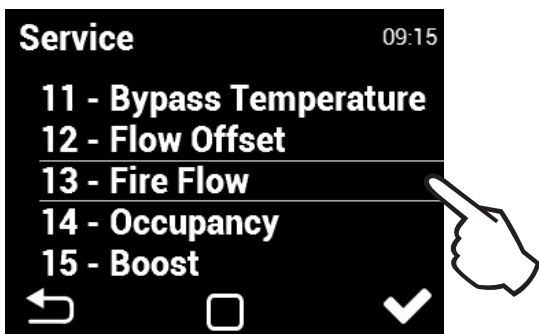 Service 09:15
11 - Bypass Temperature
12 - Flow Offset
13 - Fire Flow
14 - Occupancy
15 - Boost